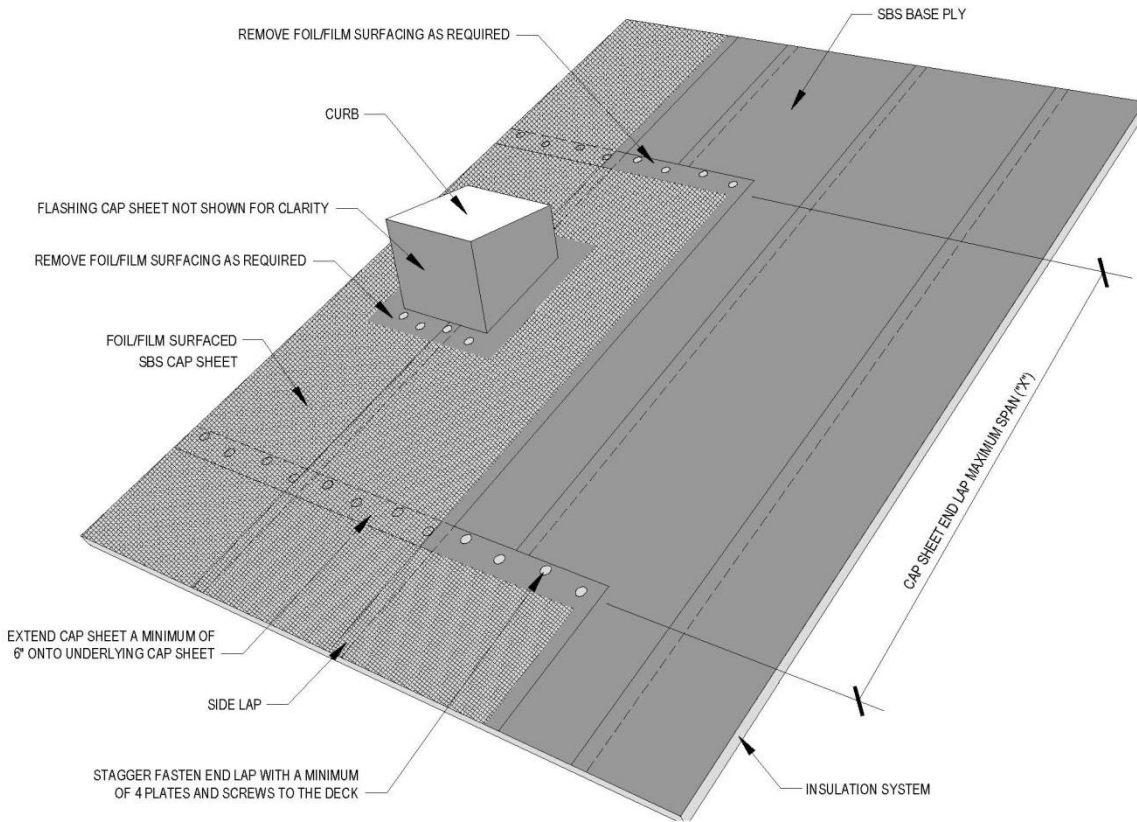 SBS BASE PLY
REMOVE FOIL/FILM SURFACING AS REQUIRED
CURB
FLASHING CAP SHEET NOT SHOWN FOR CLARITY
REMOVE FOIL/FILM SURFACING AS REQUIRED
FOIL/FILM SURFACED
SBS CAP SHEET
CAP SHEET END LAP MAXIMUM SPAN ("X")
EXTEND CAP SHEET A MINIMUM OF
6" ONTO UNDERLYING CAP SHEET
SIDE LAP
STAGGER FASTEN END LAP WITH A MINIMUM
OF 4 PLATES AND SCREWS TO THE DECK
INSULATION SYSTEM